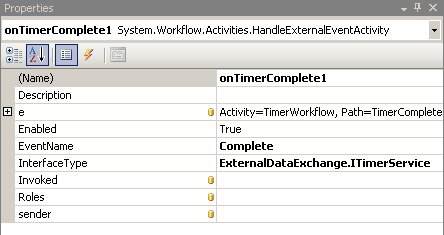 Properties
onTimerComplete1 System.Workflow.Activities.HandleExternalEventActivity
(Name) onTimerComplete1
Description
e Activity=TimerWorkflow, Path=TimerComplete
Enabled True
EventName Complete
InterfaceType ExternalDataExchange.ITimerService
Invoked
Roles
sender